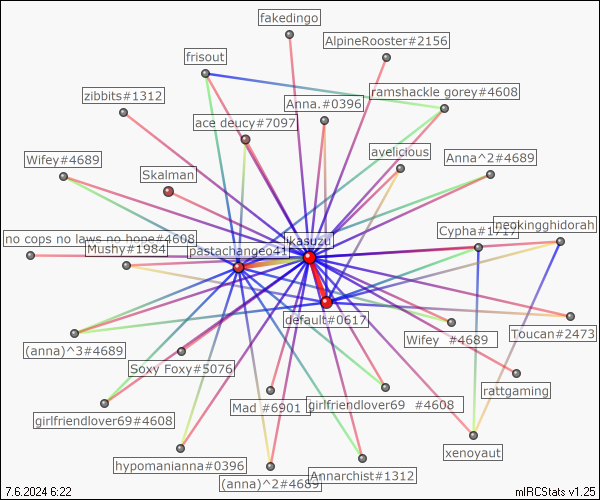 fakedingo
AlpineRooster#2156
frisout
ramshackle gorey#4608
zibbits#1312
Anna.#0396
ace deucy#7097
avelicious
Anna^2#4689
Wifey#4689
Skalman
neokingghidorah
Cypha#1717
no cops no laws no hope#4608
ikasuzu
Mushy#1984
pastachangeo41
default#0617
Toucan#2473
Wifey #4689
(anna)^3#4689
Soxy Foxy#5076
rattgaming
Mad #6901
girlfriendlover69 #4608
girlfriendlover69#4608
xenoyaut
hypomanianna#0396
Annarchist#1312
(anna)^2#4689
7.6.2024 6:22
mIRCStats v1.25